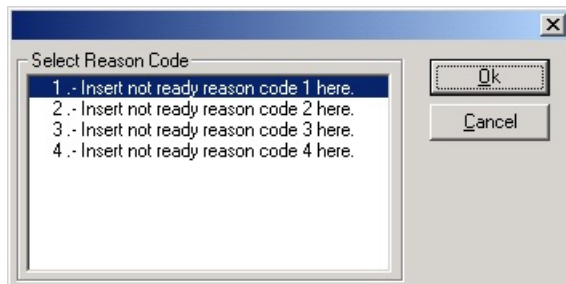 Select Reason Code
1 .- Insert not ready reason code 1 here.
2 .- Insert not ready reason code 2 here.
3 .- Insert not ready reason code 3 here.
4 .- Insert not ready reason code 4 here.
Ok
Cancel